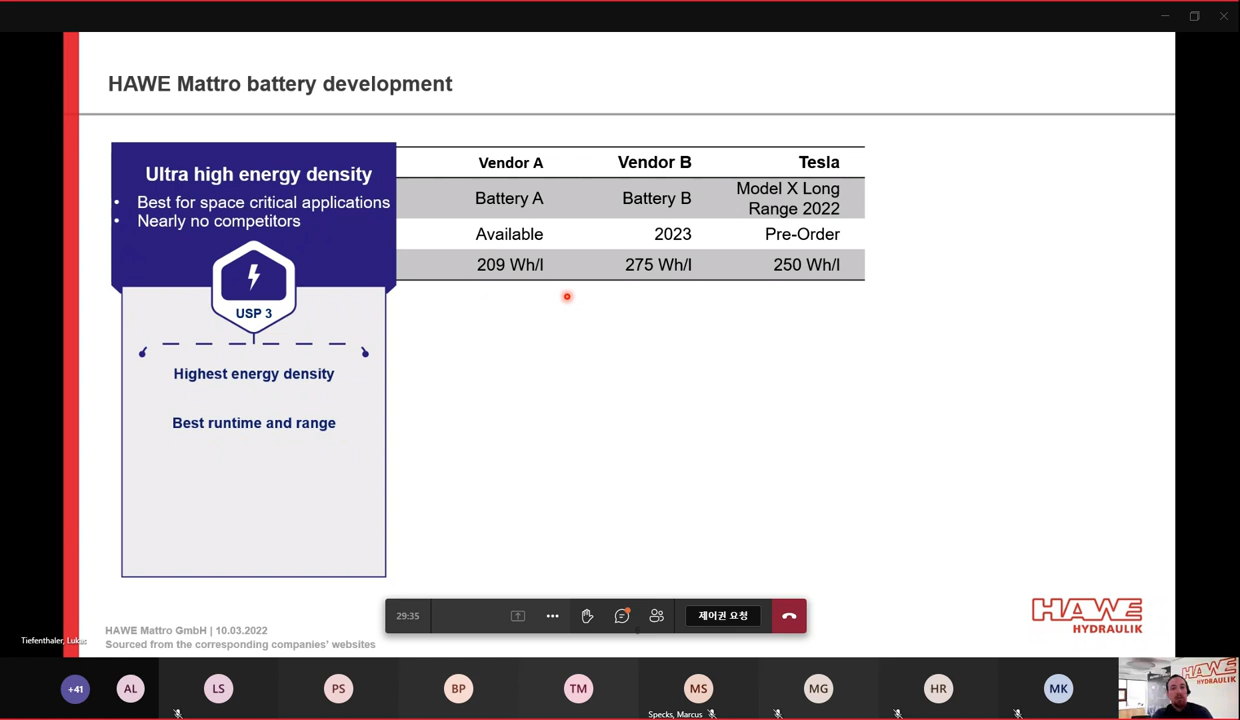 HAWE Mattro battery development
Ultra high energy density
• Best for space critical applications
• Nearly no competitors
USP 3
Highest energy density
Best runtime and range
Vendor A Vendor B Tesla
Battery A Battery B Model X Long Range 2022
Available 2023 Pre-Order
209 Wh/l 275 Wh/l 250 Wh/l
29:35
제어권 요청
HAWE
HYDRAULIK
HAWE Mattro GmbH | 10.03.2022
Sourced from the corresponding companies' websites
+41
AL
LS
PS
BP
TM
MS
Specks, Marcus
MG
HR
MK
HAWE
HYDRAULIK